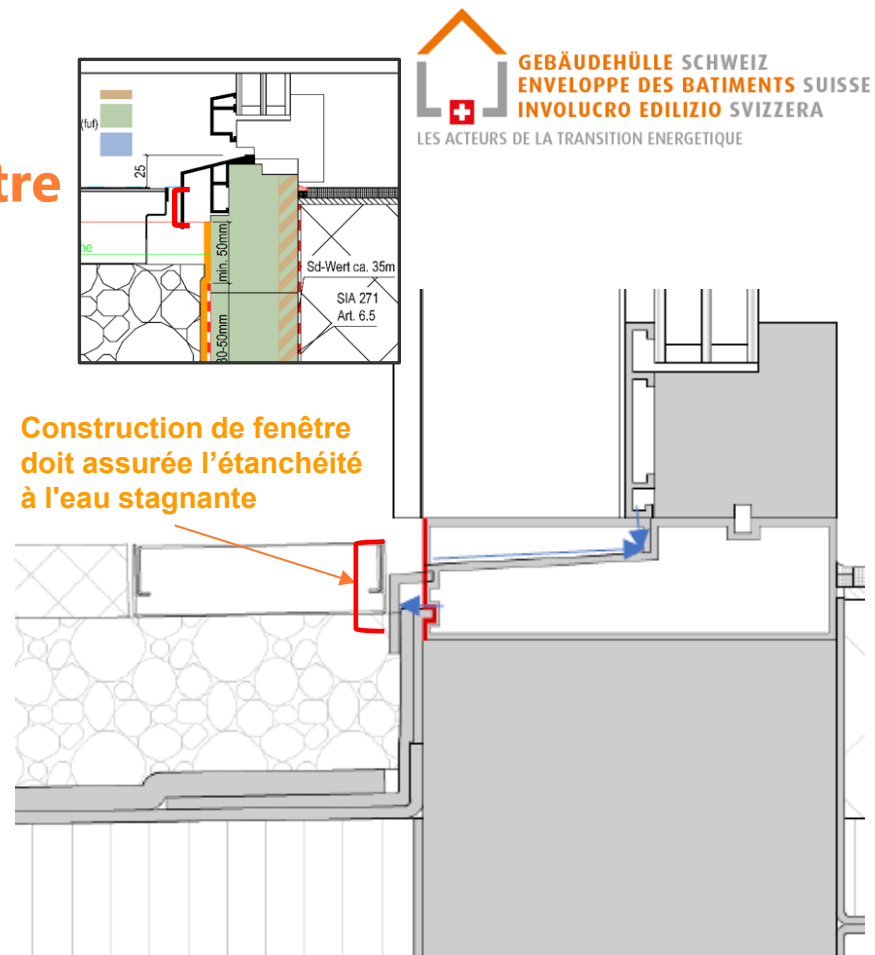 GEBÄUDEHÜLLE SCHWEIZ
ENVELOPPE DES BATIMENTS SUISSE
INVOLUCRO EDILIZIO SVIZZERA
LES ACTEURS DE LA TRANSITION ENERGETIQUE
tre
(fuf)
25
ne
min. 50mm
Sd-Wert ca. 35m
SIA 271
Art. 6.5
30-50mm
Construction de fenêtre
doit assurée l'étanchéité
à l'eau stagnante